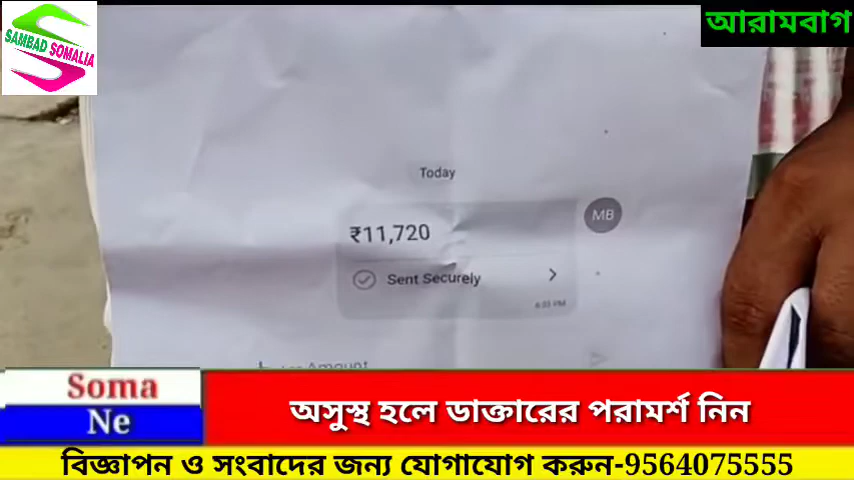 SAMBAD SOMALIA
আরামবাগ
Today
MB
₹11,720
Sent Securely
Amount
Soma
Ne
অসুস্থ হলে ডাক্তারের পরামর্শ নিন
বিজ্ঞাপন ও সংবাদের জন্য যোগাযোগ করুন-9564075555